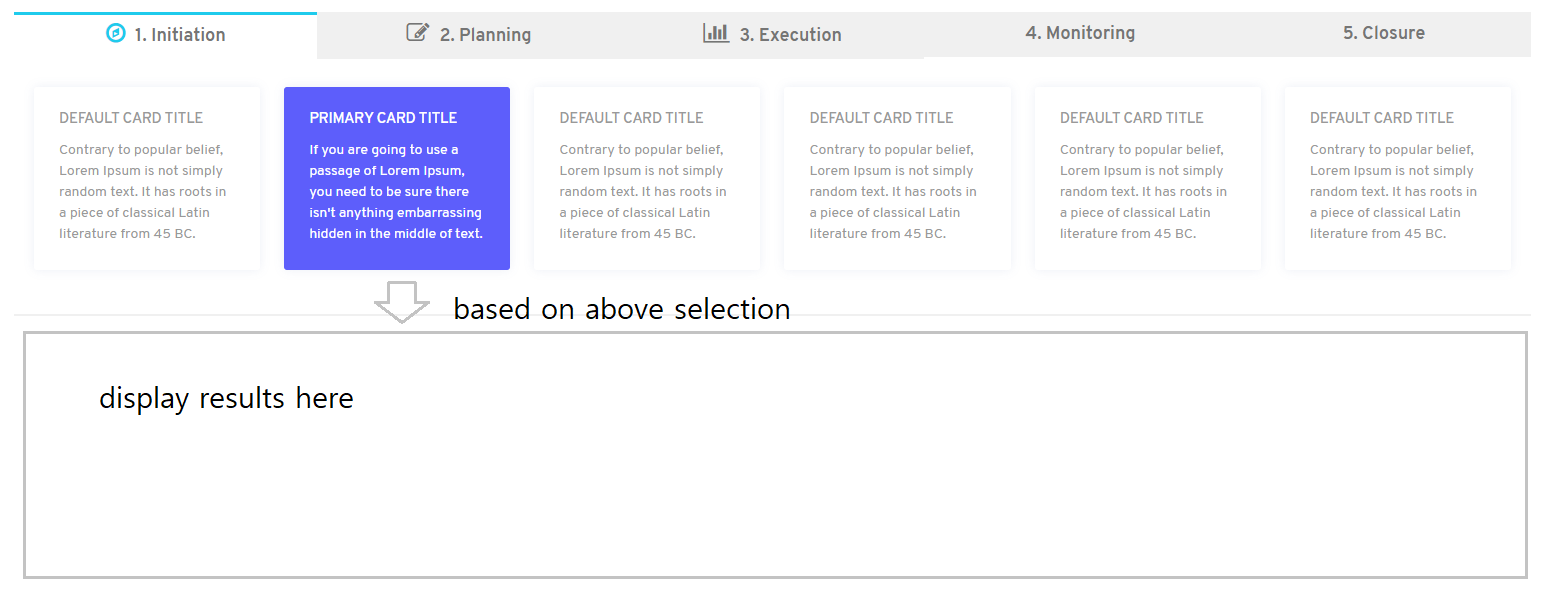 1. Initiation
2. Planning
3. Execution
4. Monitoring
5. Closure
DEFAULT CARD TITLE
Contrary to popular belief,
Lorem Ipsum is not simply
random text. It has roots in
a piece of classical Latin
literature from 45 BC.
PRIMARY CARD TITLE
If you are going to use a
passage of Lorem Ipsum,
you need to be sure there
isn't anything embarrassing
hidden in the middle of text.
DEFAULT CARD TITLE
Contrary to popular belief,
Lorem Ipsum is not simply
random text. It has roots in
a piece of classical Latin
literature from 45 BC.
DEFAULT CARD TITLE
Contrary to popular belief,
Lorem Ipsum is not simply
random text. It has roots in
a piece of classical Latin
literature from 45 BC.
DEFAULT CARD TITLE
Contrary to popular belief,
Lorem Ipsum is not simply
random text. It has roots in
a piece of classical Latin
literature from 45 BC.
DEFAULT CARD TITLE
Contrary to popular belief,
Lorem Ipsum is not simply
random text. It has roots in
a piece of classical Latin
literature from 45 BC.
based on above selection
display results here